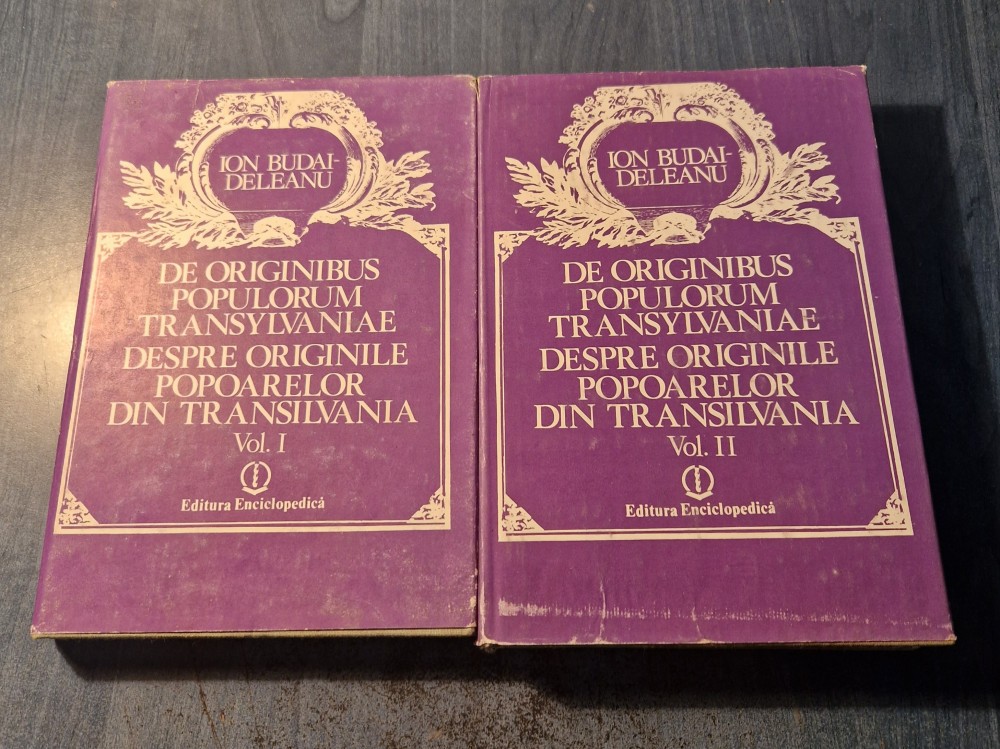 ION BUDAI-
DELEANU
DE ORIGINIBUS
POPULORUM
TRANSYLVANIAE
DESPRE ORIGINILE
POPOARELOR
DIN TRANSILVANIA
Vol. I
Editura Enciclopedică
ION BUDAI-
DELEANU
DE ORIGINIBUS
POPULORUM
TRANSYLVANIAE
DESPRE ORIGINILE
POPOARELOR
DIN TRANSILVANIA
Vol. II
Editura Enciclopedică